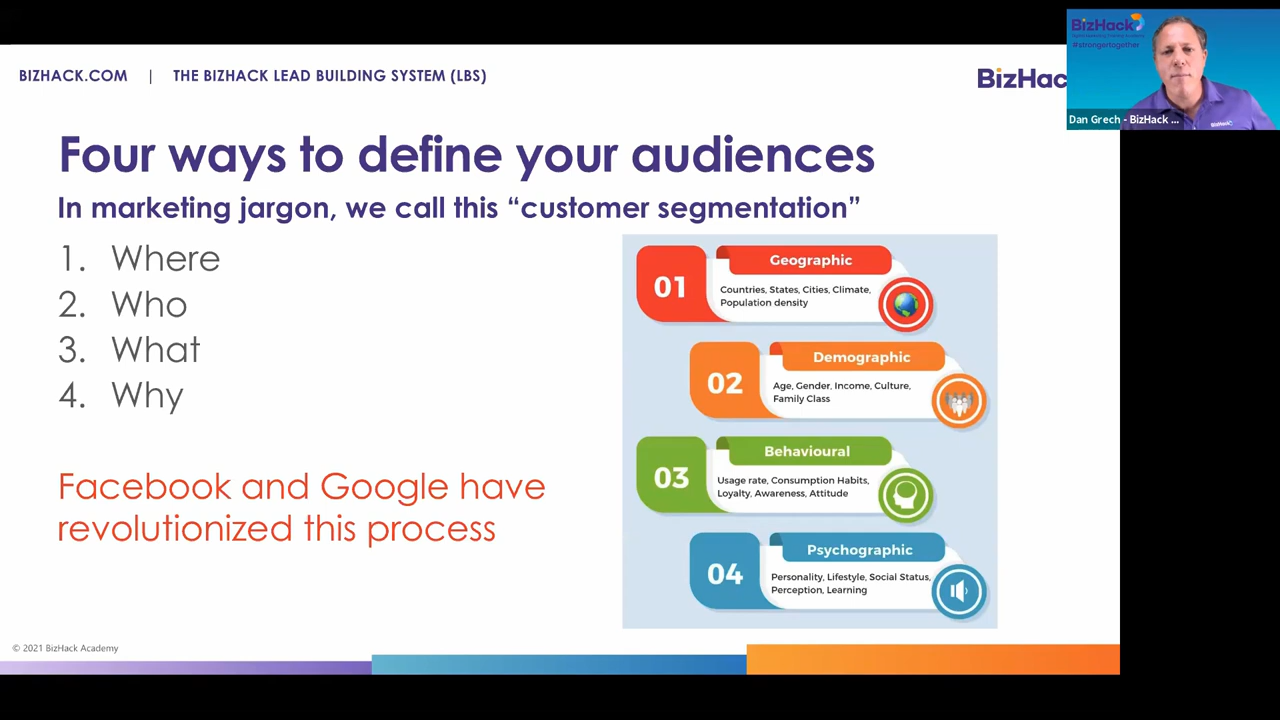 BIZHACK.COM | THE BIZHACK LEAD BUILDING SYSTEM (LBS)
BizHac
BizHack
#strongertogether
Dan Grech - BizHack ...
Four ways to define your audiences
In marketing jargon, we call this “customer segmentation”
1. Where
2. Who
3. What
4. Why
Facebook and Google have
revolutionized this process
01
Geographic
Countries, States, Cities, Climate,
Population density
02
Demographic
Age, Gender, Income, Culture,
Family Class
03
Behavioural
Usage rate, Consumption Habits,
Loyalty, Awareness, Attitude
04
Psychographic
Personality, Lifestyle, Social Status,
Perception, Learning
© 2021 BizHack Academy